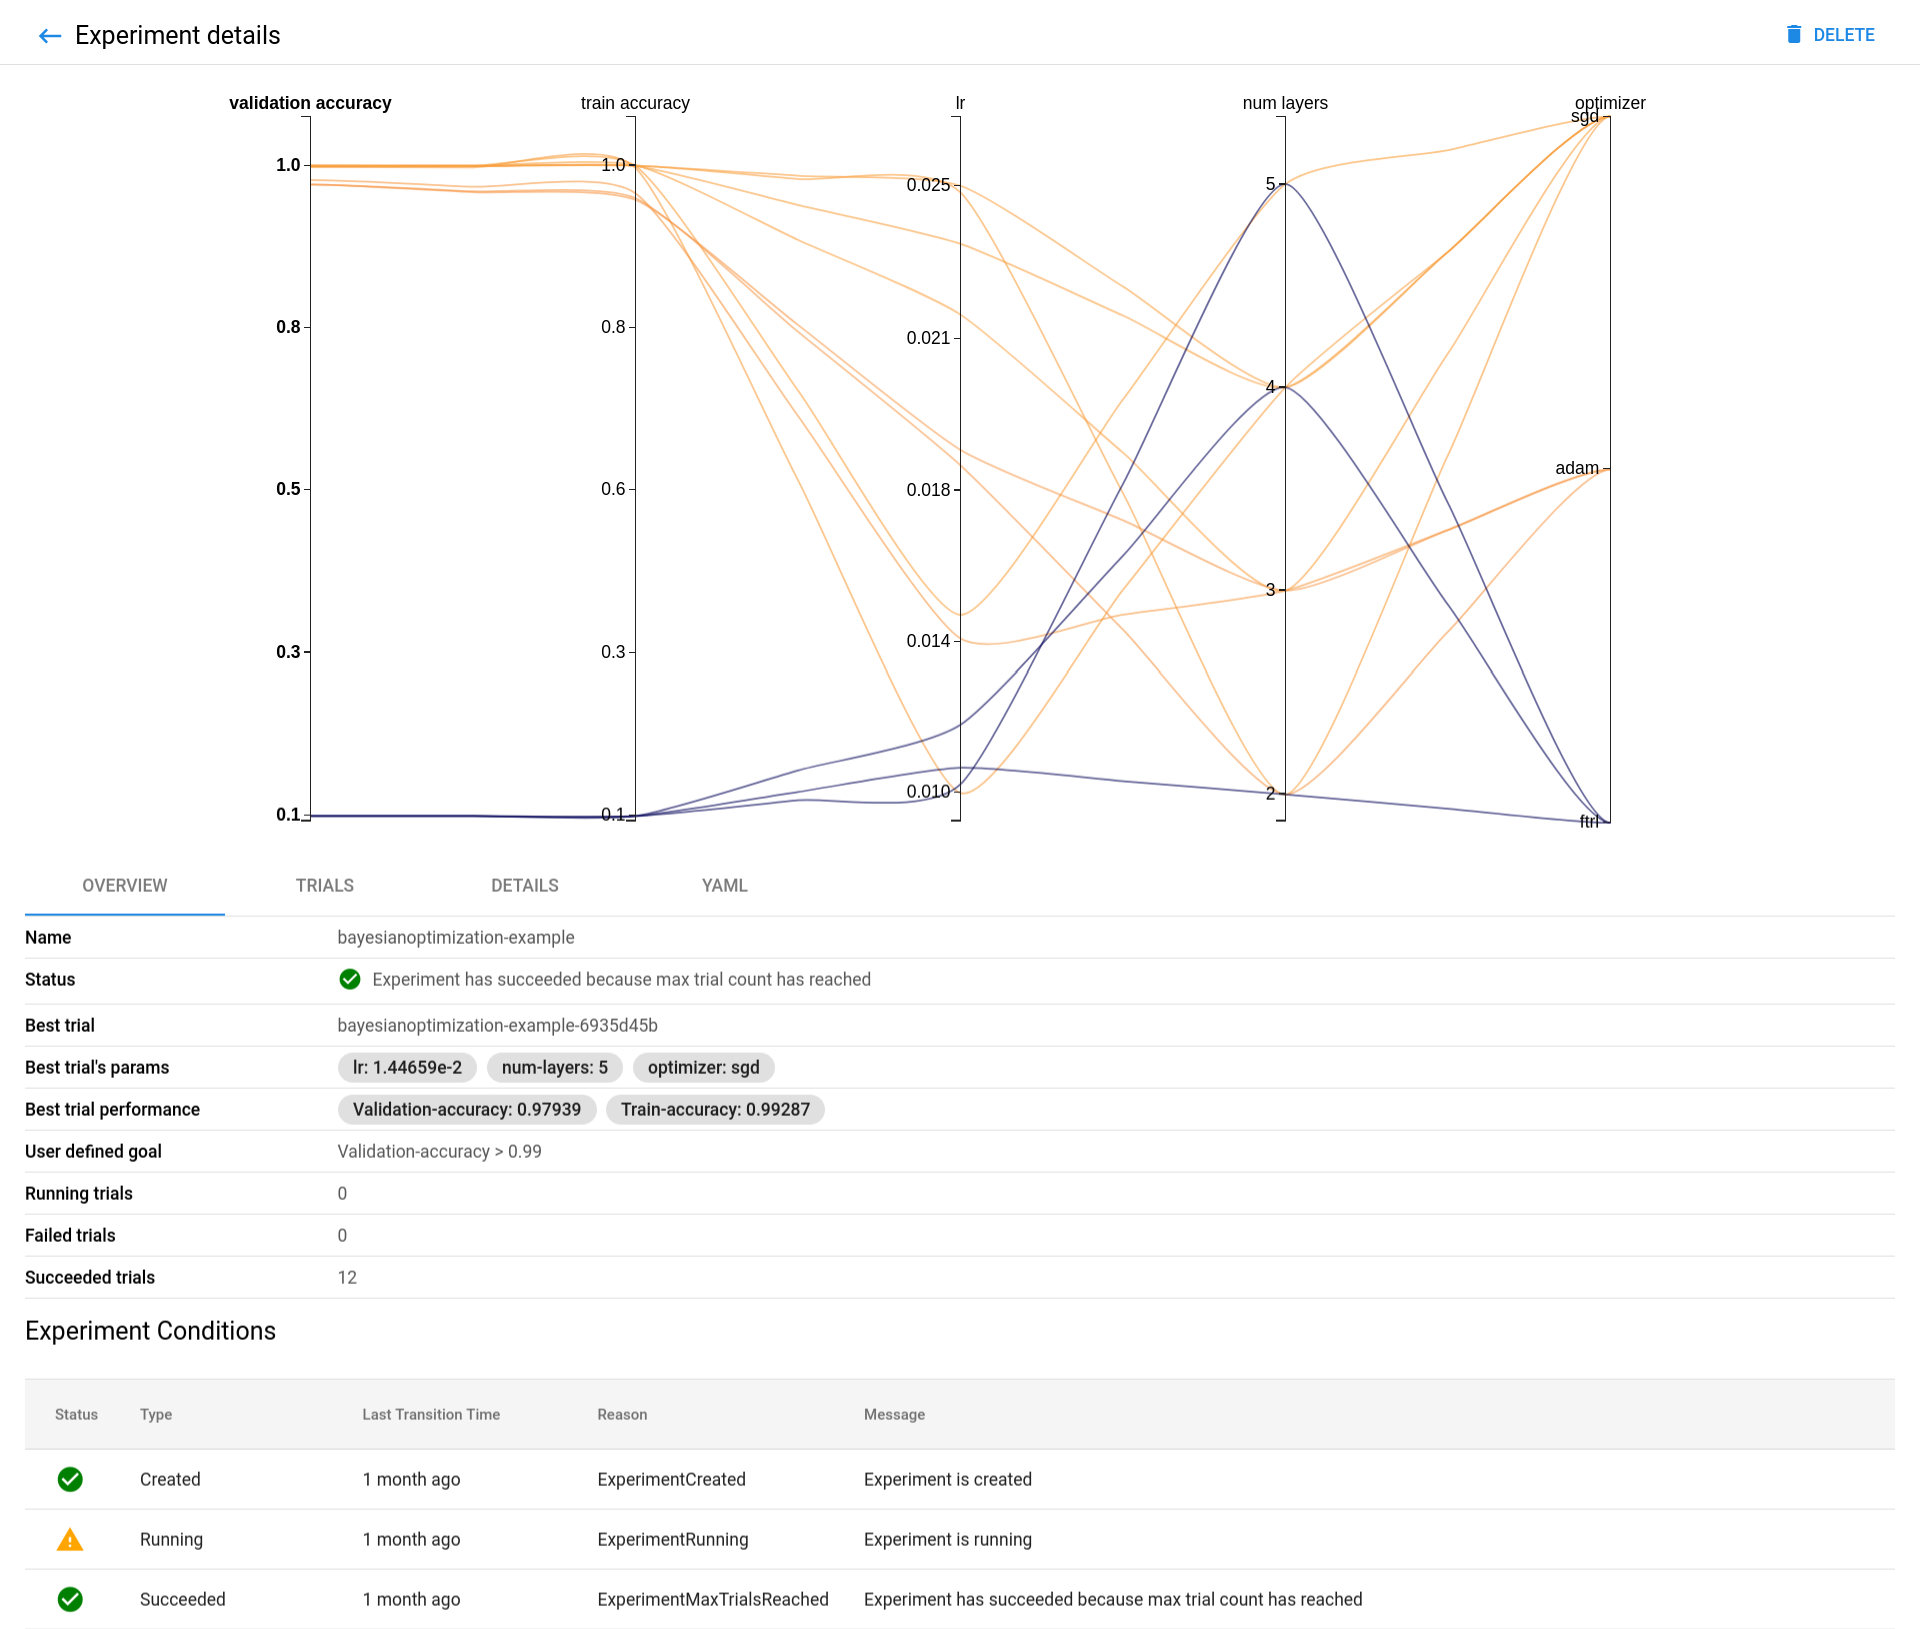 Experiment details
DELETE
validation accuracy train accuracy lr num layers optimizer
sgd
1.0 1.0 0.025 5
0.8 0.8 0.021 4
adam
0.5 0.6 0.018 3
0.3 0.3 0.014
0.1 0.1 0.010 2
ftrl
OVERVIEW TRIALS DETAILS YAML
Name bayesianoptimization-example
Status Experiment has succeeded because max trial count has reached
Best trial bayesianoptimization-example-6935d45b
Best trial's params lr: 1.44659e-2 num-layers: 5 optimizer: sgd
Best trial performance Validation-accuracy: 0.97939 Train-accuracy: 0.99287
User defined goal Validation-accuracy > 0.99
Running trials 0
Failed trials 0
Succeeded trials 12
Experiment Conditions
Status Type Last Transition Time Reason Message
Created 1 month ago ExperimentCreated Experiment is created
Running 1 month ago ExperimentRunning Experiment is running
Succeeded 1 month ago ExperimentMaxTrialsReached Experiment has succeeded because max trial count has reached